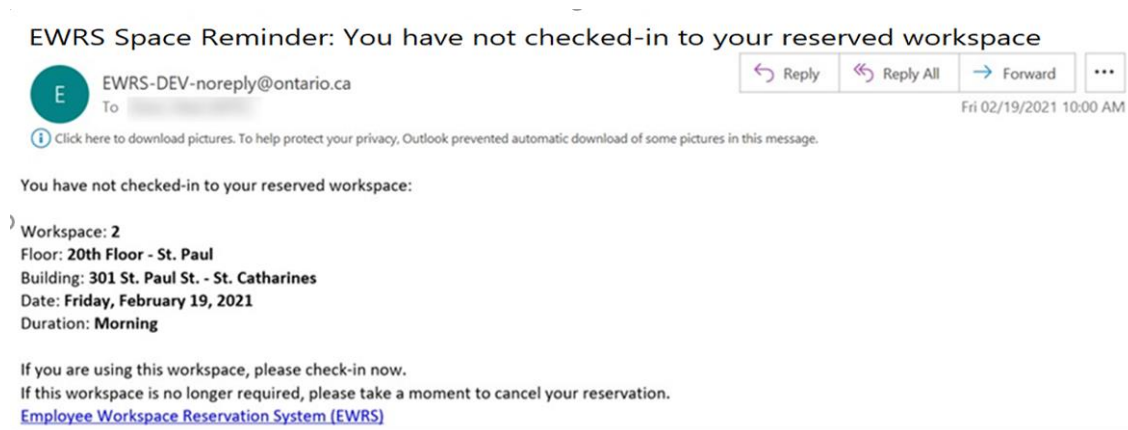 EWRS Space Reminder: You have not checked-in to your reserved workspace
E
EWRS-DEV-noreply@ontario.ca
To
Reply
Reply All
Forward
Fri 02/19/2021 10:00 AM
Click here to download pictures. To help protect your privacy, Outlook prevented automatic download of some pictures in this message.
You have not checked-in to your reserved workspace:
Workspace: 2
Floor: 20th Floor - St. Paul
Building: 301 St. Paul St. - St. Catharines
Date: Friday, February 19, 2021
Duration: Morning
If you are using this workspace, please check-in now.
If this workspace is no longer required, please take a moment to cancel your reservation.
Employee Workspace Reservation System (EWRS)